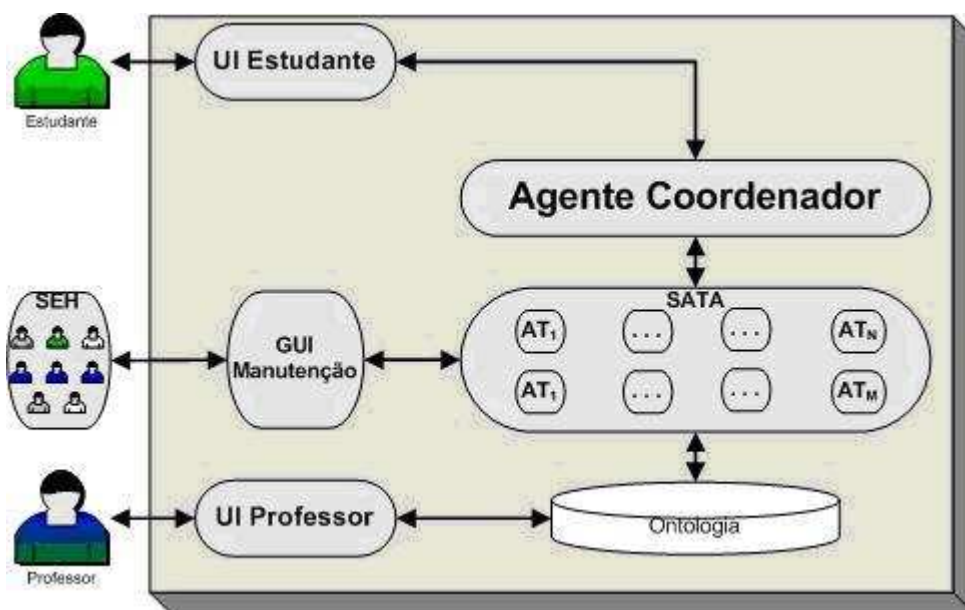 UI Estudante
Estudante
Agente Coordenador
SEH
SATA
AT₁ ... ... ATN
GUI
Manutenção
AT₁ ... ... ATM
UI Professor
Ontologia
Professor